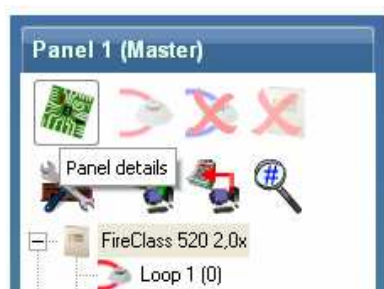 Panel 1 (Master)
Panel details
#
FireClass 520 2,0x
Loop 1 (0)